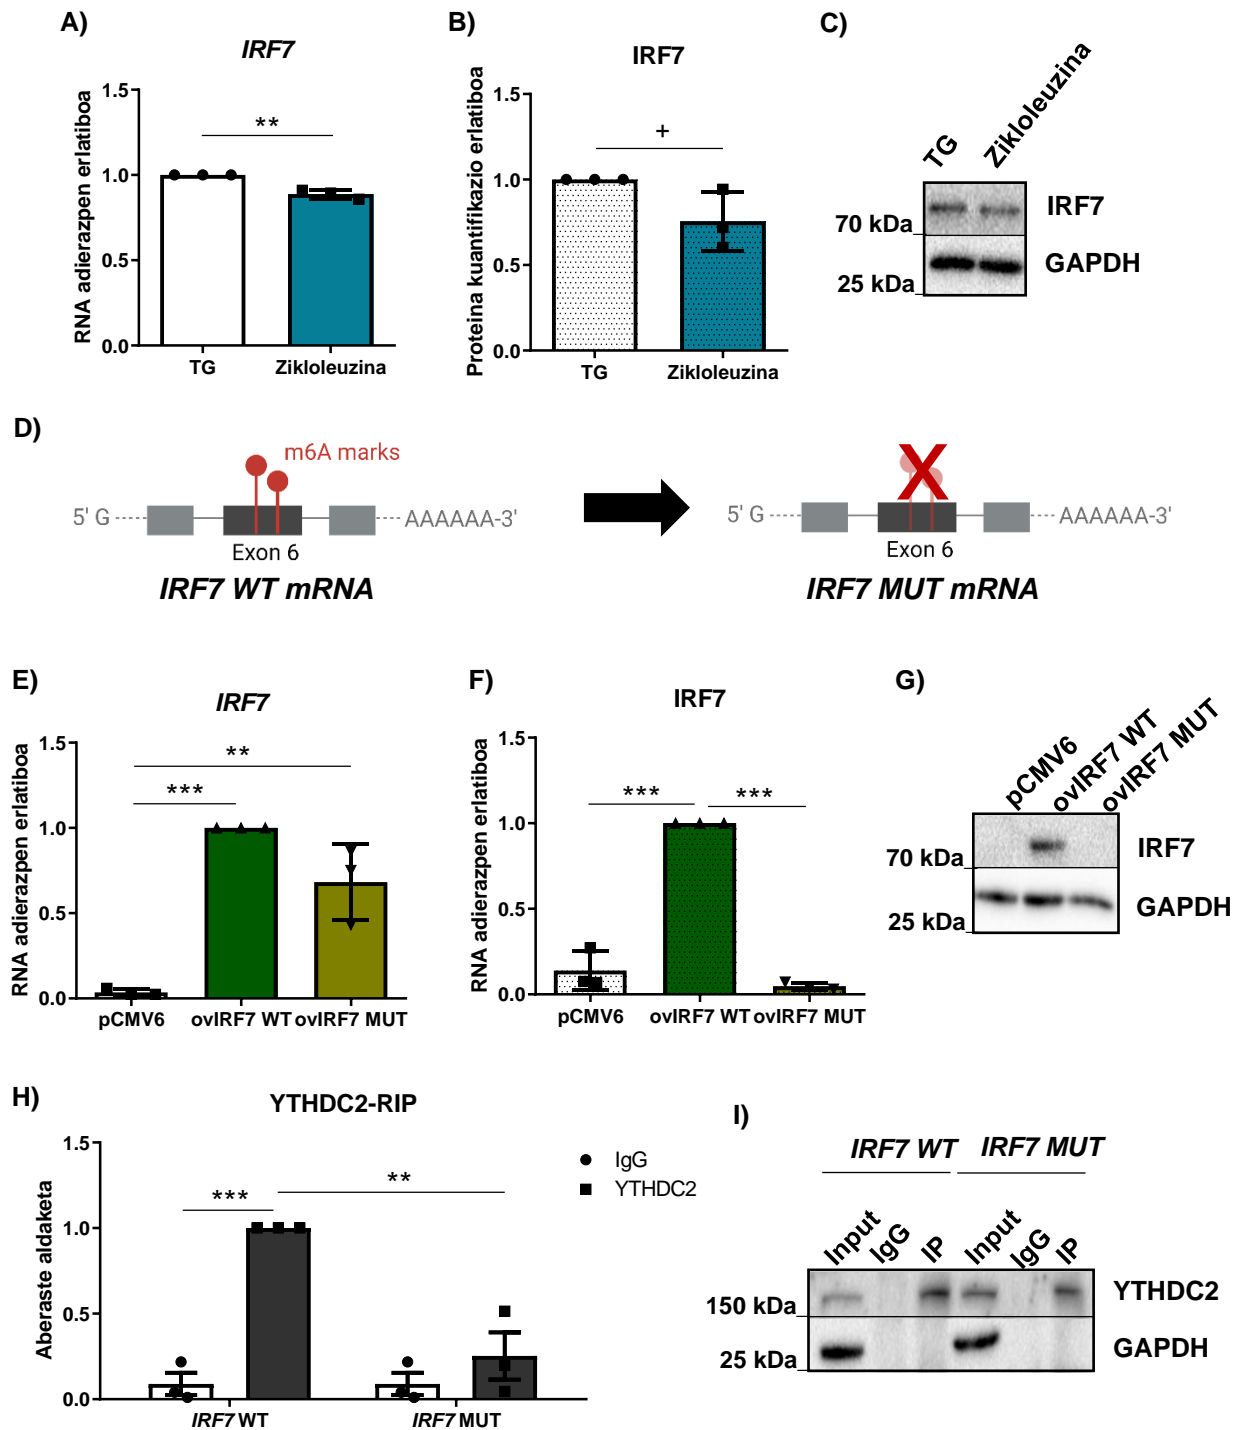 A)
IRF7
RNA adierazpen erlatiboa
1.5
1.0
0.5
0.0
**
TG
Zikloleuzina
B)
IRF7
Proteina kuantifikazio erlatiboa
1.5
1.0
0.5
0.0
+
TG
Zikloleuzina
C)
TG
Zikloleuzina
70 kDa_
IRF7
25 kDa_
GAPDH
D)
m6A marks
5' G
AAAAAA-3'
Exon 6
IRF7 WT mRNA
5' G
AAAAAA-3'
Exon 6
IRF7 MUT mRNA
E)
IRF7
RNA adierazpen erlatiboa
1.5
1.0
0.5
0.0
**
***
pCMV6
ovIRF7 WT
ovIRF7 MUT
F)
IRF7
RNA adierazpen erlatiboa
1.5
1.0
0.5
0.0
***
***
pCMV6
ovIRF7 WT
ovIRF7 MUT
G)
pCMV6
ovIRF7 WT
ovIRF7 MUT
70 kDa_
IRF7
25 kDa_
GAPDH
H)
YTHDC2-RIP
Aberaste aldaketa
1.5
1.0
0.5
0.0
***
**
IgG
YTHDC2
IRF7 WT
IRF7 MUT
I)
IRF7 WT
IRF7 MUT
Input
IgG
IP
Input
IgG
IP
150 kDa_
YTHDC2
25 kDa_
GAPDH